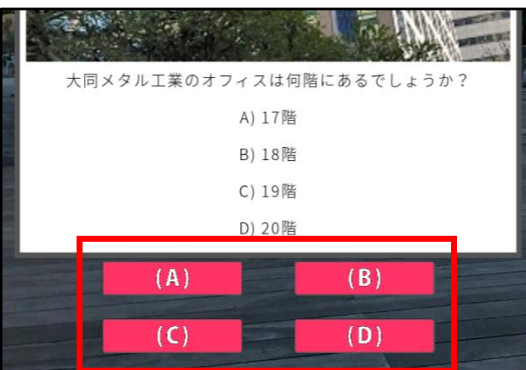 大同メタル工業のオフィスは何階にあるでしょうか？
A) 17階
B) 18階
C) 19階
D) 20階
(A) (B)
(C) (D)